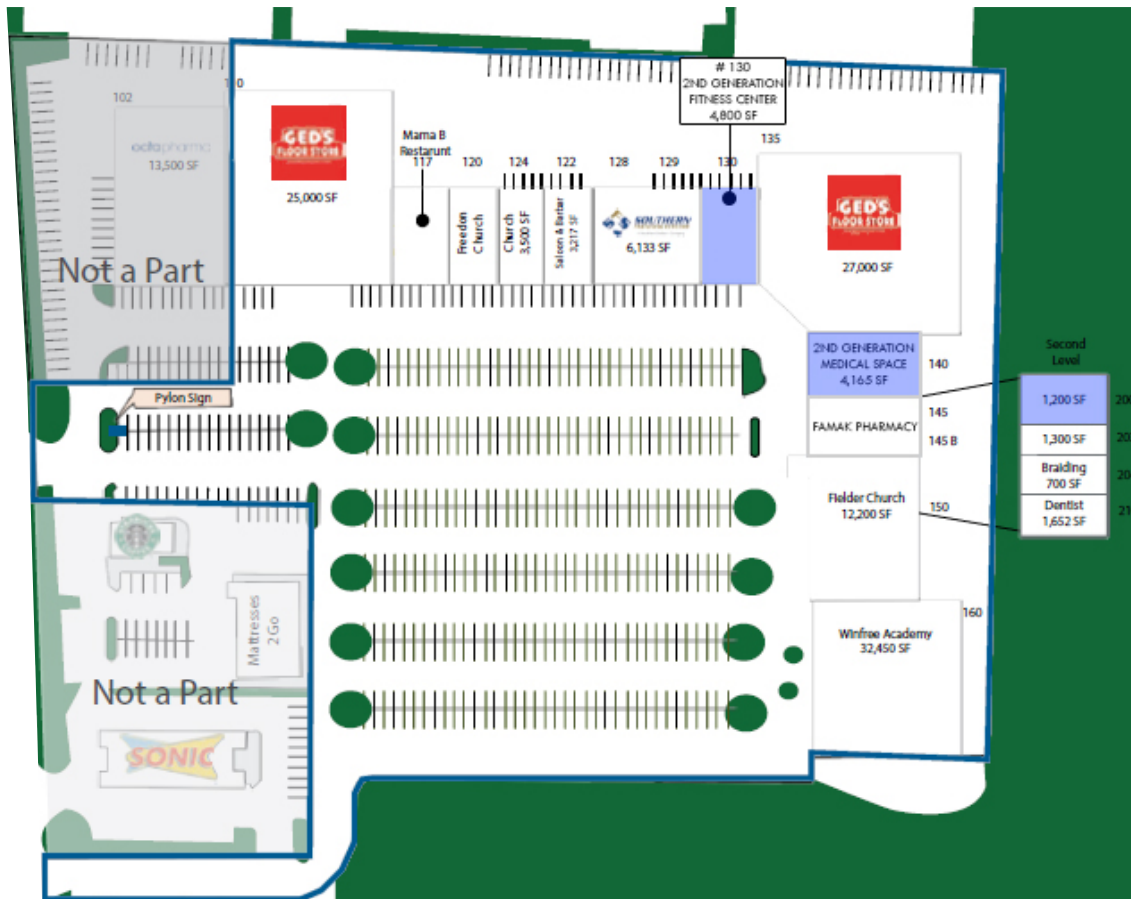 # 130
2ND GENERATION
FITNESS CENTER
4,800 SF
102
octapharma
13,500 SF
GED'S
FLOOR STORE
25,000 SF
Mama B
Restarunt
117
120
124
122
128
129
130
135
Freedon
Church
Church
3,500 SF
Saloon & Barber
3,217 SF
SOUTHERN
6,133 SF
GED'S
FLOOR STORE
27,000 SF
Not a Part
2ND GENERATION
MEDICAL SPACE
4,165 SF
140
Second
Level
Pylon Sign
FAMAK PHARMACY
145
145 B
1,200 SF
1,300 SF
Braiding
700 SF
Dentist
1,652 SF
Fielder Church
12,200 SF
150
Mattresses
2 Go
Winfree Academy
32,450 SF
160
Not a Part
SONIC